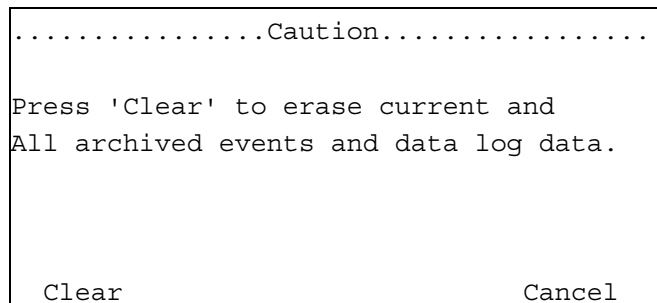 ................Caution.................
Press 'Clear' to erase current and
All archived events and data log data.
Clear Cancel